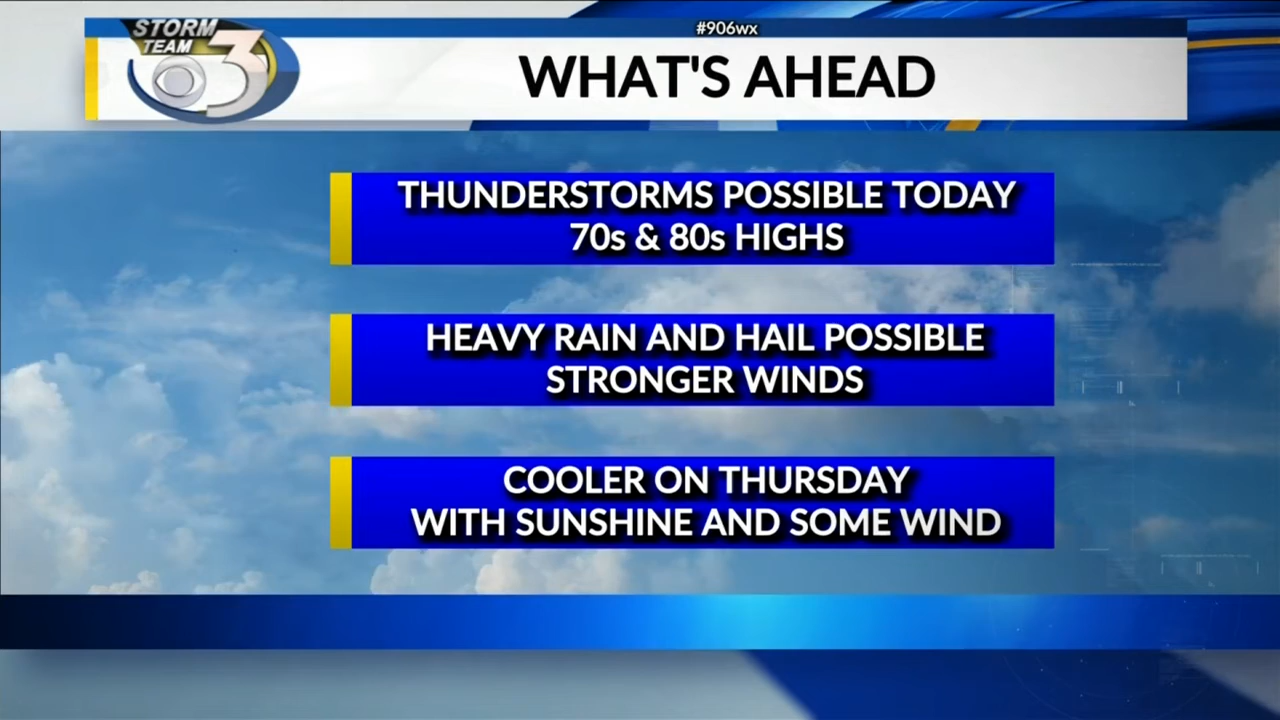 #906wx
STORM
TEAM
3
WHAT'S AHEAD
THUNDERSTORMS POSSIBLE TODAY
70s & 80s HIGHS
HEAVY RAIN AND HAIL POSSIBLE
STRONGER WINDS
COOLER ON THURSDAY
WITH SUNSHINE AND SOME WIND